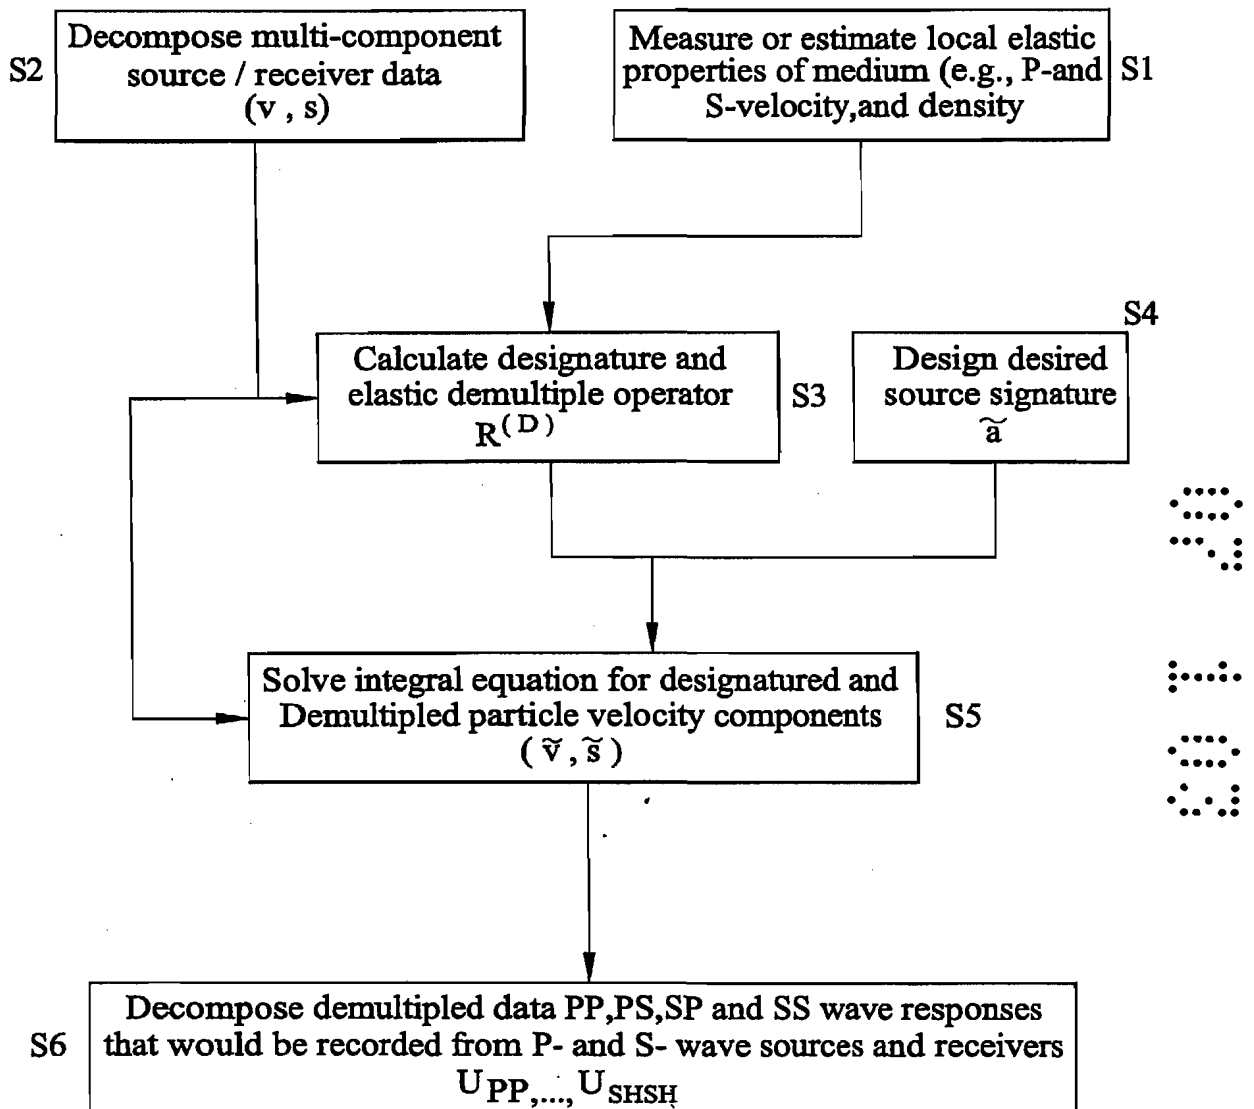 S2
Decompose multi-component
source / receiver data
(v , s)
Measure or estimate local elastic
properties of medium (e.g., P-and
S-velocity,and density
S1
Calculate designature and
elastic demultiple operator
R(D)
S3
S4
Design desired
source signature
ã
Solve integral equation for designatured and
Demultipled particle velocity components
( ṽ , s̃ )
S5
S6
Decompose demultipled data PP,PS,SP and SS wave responses
that would be recorded from P- and S- wave sources and receivers
UPP,..., USHSH